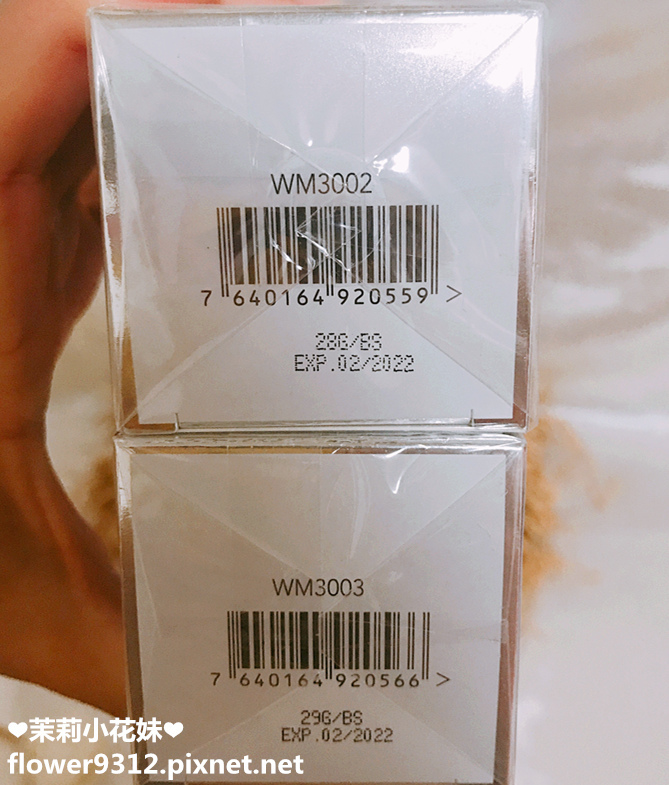 WM3002
7 640164 920559 >
28G/BS
EXP.02/2022
WM3003
7 640164 920566 >
29G/BS
EXP.02/2022
❤茉莉小花妹❤
flower9312.pixnet.net